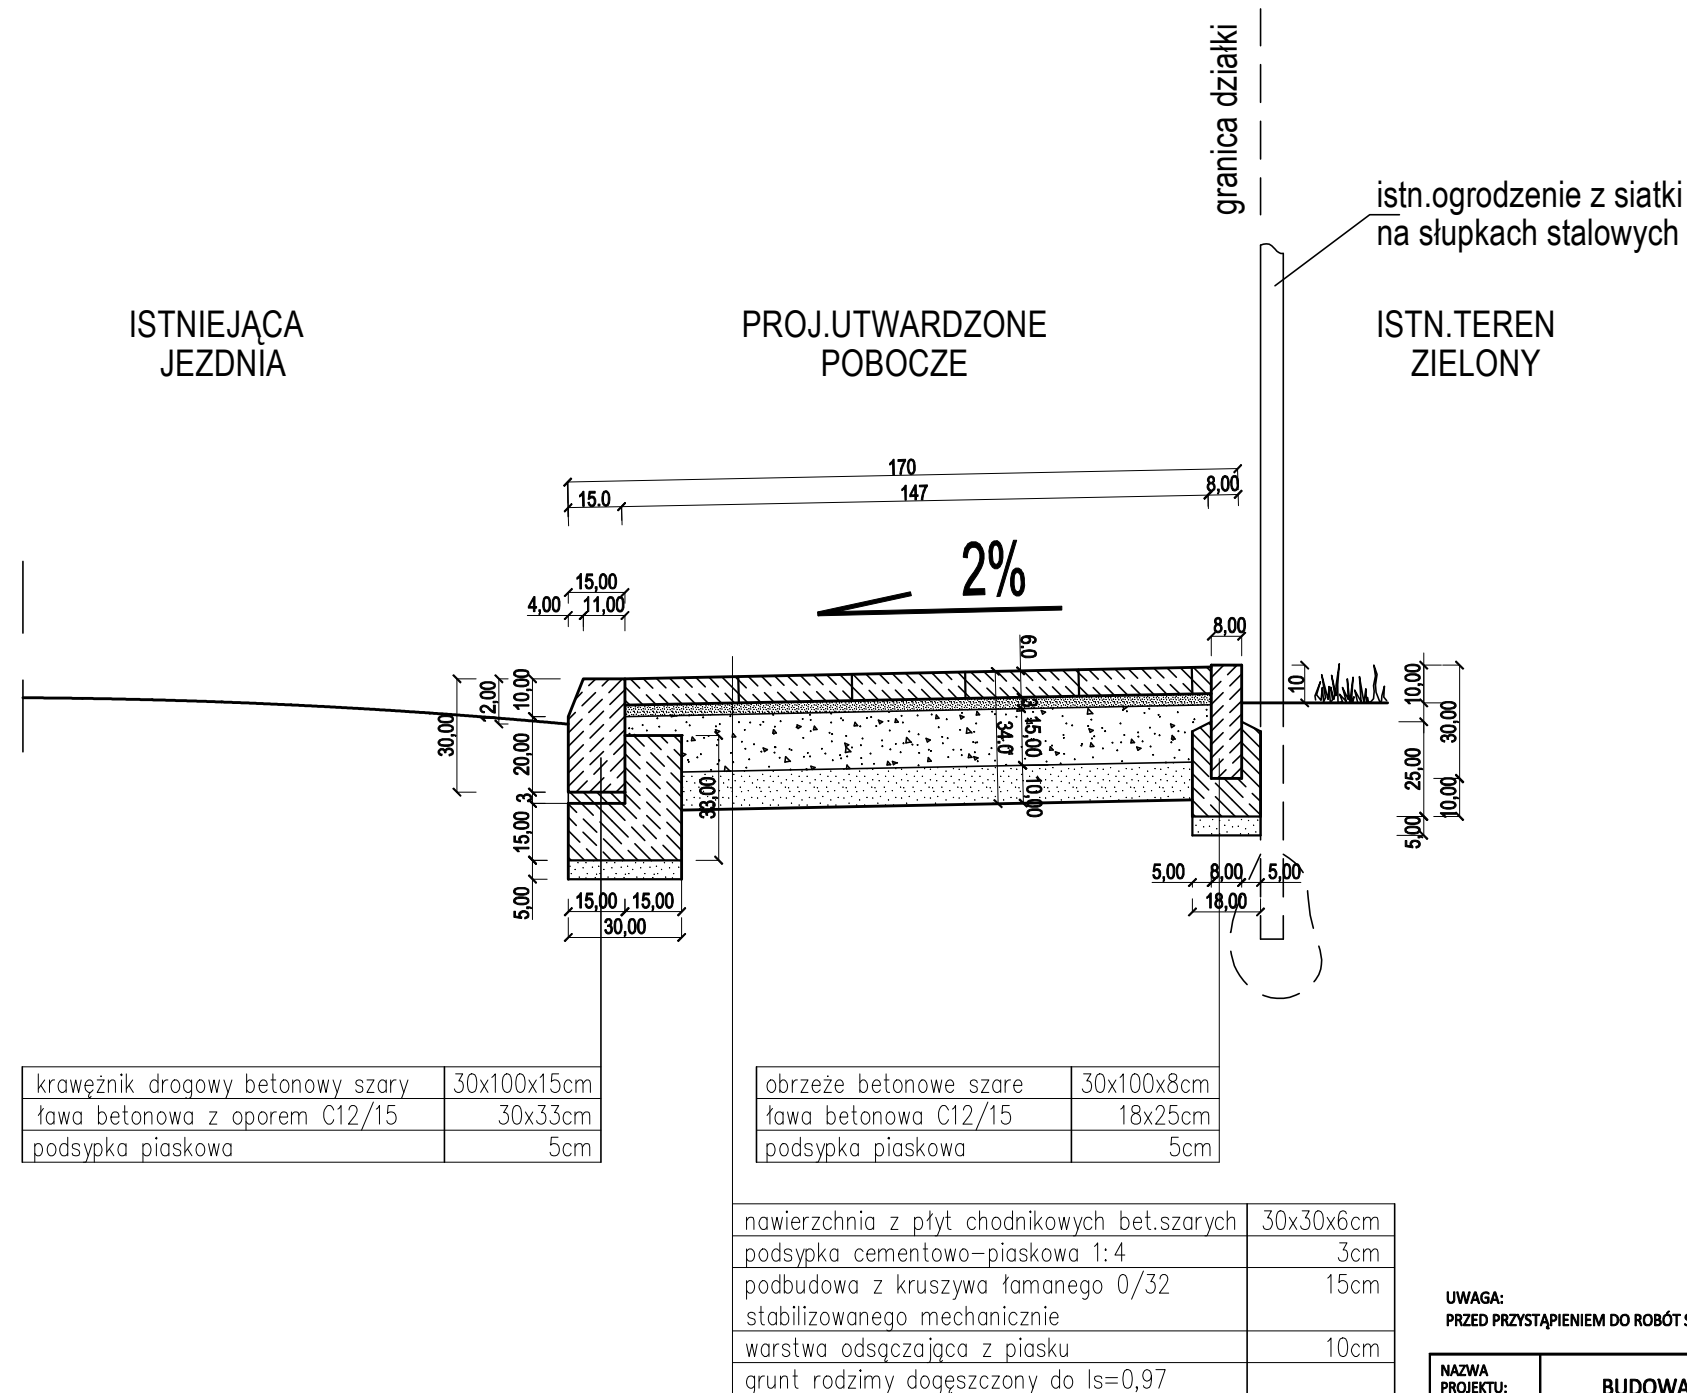 granica działki
istn.ogrodzenie z siatki
na słupkach stalowych
ISTNIEJĄCA
JEZDNIA
PROJ.UTWARDZONE
POBOCZE
ISTN.TEREN
ZIELONY
170
15.0
147
8,00
2%
15,00
4,00
11,00
8,00
6.0
30,00
12,00
10,00
20,00
3
15,00
5,00
33,00
34.0
3
15,00
10,00
10
10,00
30,00
25,00
10,00
5,00
15,00
15,00
30,00
5,00
8,00
5,00
18,00
krawężnik drogowy betonowy szary 30x100x15cm
ława betonowa z oporem C12/15 30x33cm
podsypka piaskowa 5cm
obrzeże betonowe szare 30x100x8cm
ława betonowa C12/15 18x25cm
podsypka piaskowa 5cm
nawierzchnia z płyt chodnikowych bet.szarych 30x30x6cm
podsypka cementowo-piaskowa 1:4 3cm
podbudowa z kruszywa łamanego 0/32 15cm
stabilizowanego mechanicznie
warstwa odsączająca z piasku 10cm
grunt rodzimy dogęszczony do Is=0,97
UWAGA:
PRZED PRZYSTĄPIENIEM DO ROBÓT
NAZWA
PROJEKTU:
BUDOWA